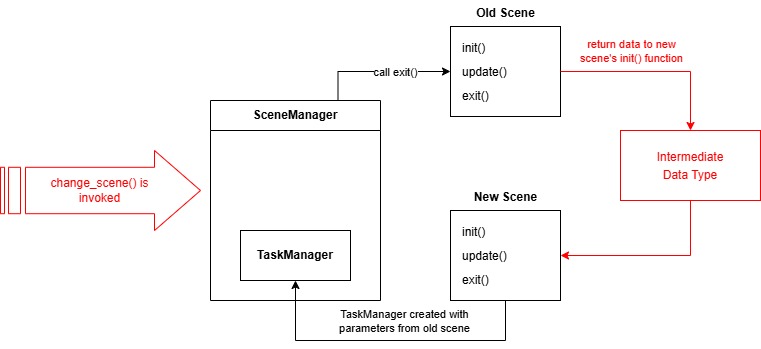 Old Scene
init()
update()
exit()
return data to new
scene's init() function
call exit()
SceneManager
Intermediate
Data Type
change_scene() is
invoked
New Scene
init()
update()
exit()
TaskManager
TaskManager created with
parameters from old scene